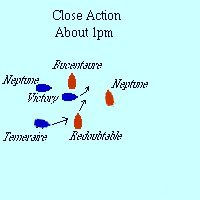 Close Action
About 1pm
Bucentaure
Neptune
Neptune
Victory
Temeraire
Redoubtable